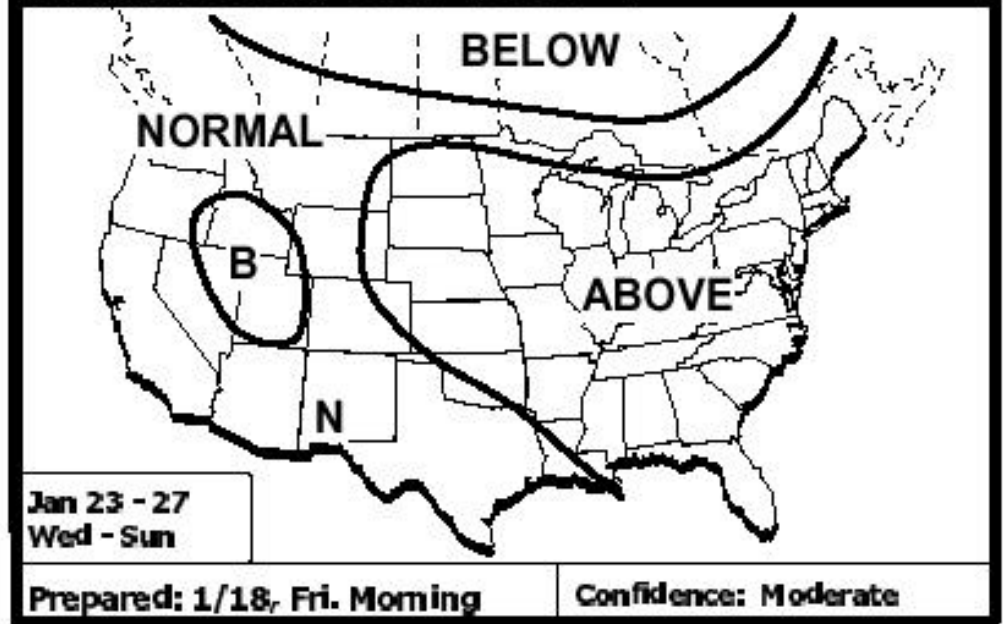 BELOW
NORMAL
B
ABOVE
N
Jan 23 - 27
Wed - Sun
Prepared: 1/18, Fri. Morning
Confidence: Moderate